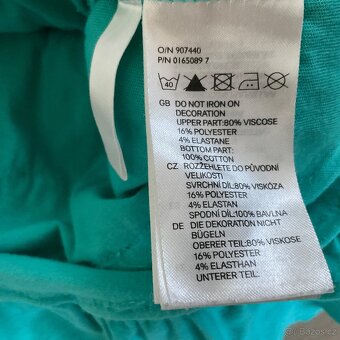 O/N 907440
P/N 0165089 7
40
GB DO NOT IRON ON
DECORATION
UPPER PART:80% VISCOSE
16% POLYESTER
4% ELASTANE
BOTTOM PART:
100% COTTON
CZ ROZŽEHLETE DO PŮVODNÍ
VELIKOSTI
SVRCHNÍ DÍL:80% VISKÓZA
16% POLYESTER
4% ELASTAN
SPODNÍ DÍL:100% BAVLNA
DE DIE DEKORATION NICHT
BÜGELN
OBERER TEIL:80% VISKOSE
16% POLYESTER
4% ELASTHAN
UNTERER TEIL:
© Sbazar.cz